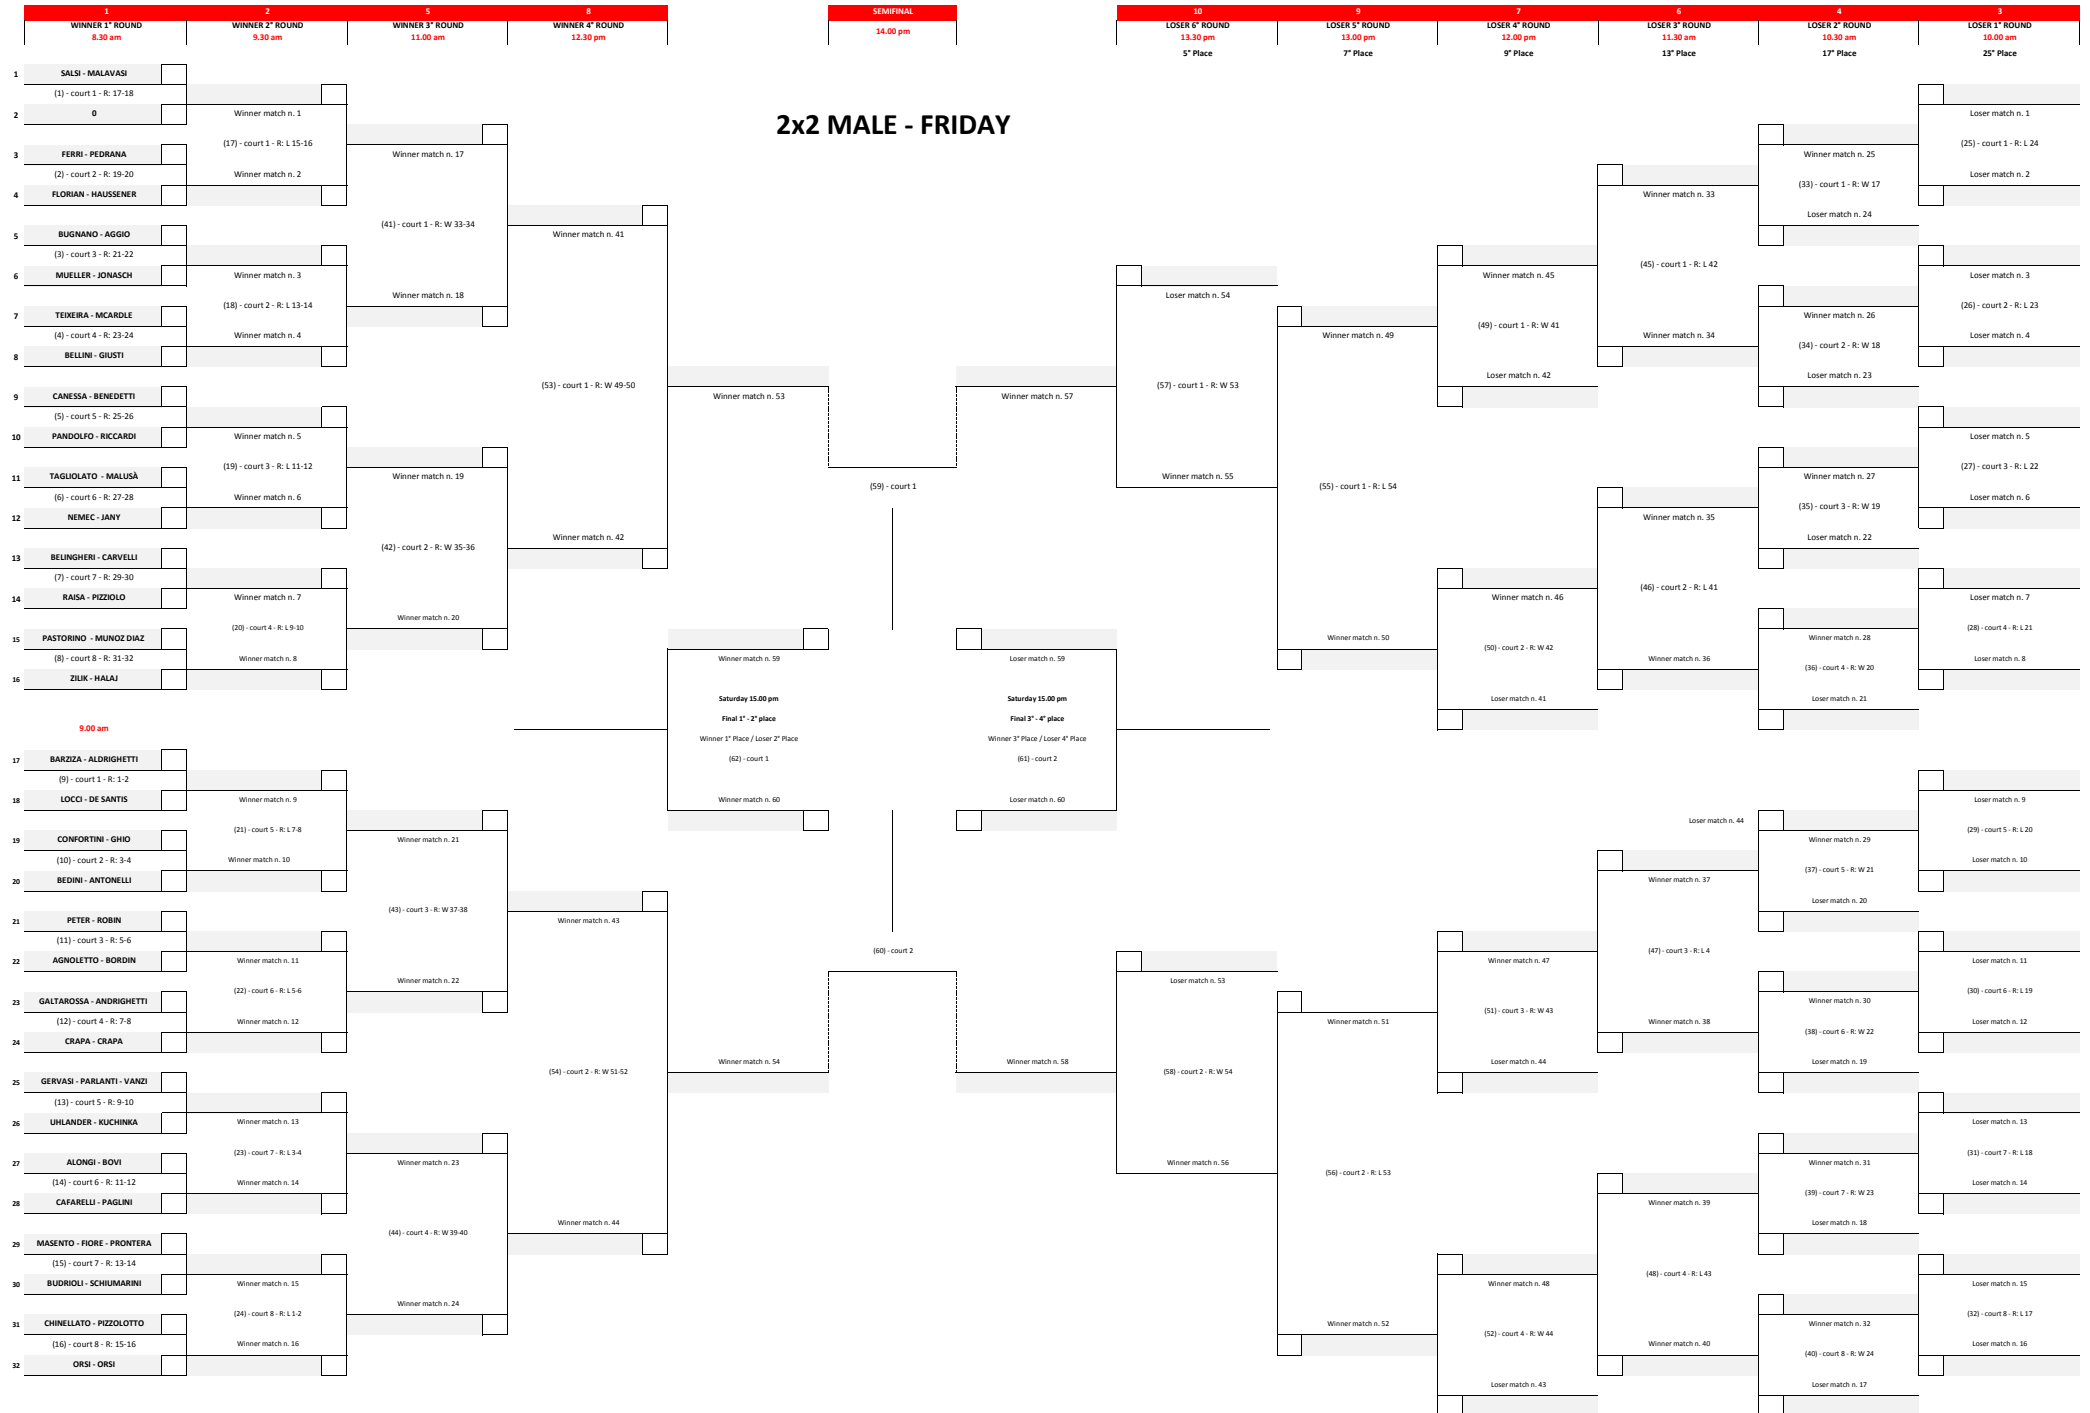 1 2 5 8 SEMIFINAL 10 9 7 6 4 3
WINNER 1° ROUND WINNER 2° ROUND WINNER 3° ROUND WINNER 4° ROUND LOSER 6° ROUND LOSER 5° ROUND LOSER 4° ROUND LOSER 3° ROUND LOSER 2° ROUND LOSER 1° ROUND
8.30 am 9.30 am 11.00 am 12.30 pm 14.00 pm 13.30 pm 13.00 pm 12.00 pm 11.30 am 10.30 am 10.00 am
5° Place 7° Place 9° Place 13° Place 17° Place 25° Place
2x2 MALE - FRIDAY
1 SALSI - MALAVASI
(1) - court 1 - R: 17-18
2 0
3 FERRI - PEDRANA
(2) - court 2 - R: 19-20
4 FLORIAN - HAUSSENER
5 BUGNANO - AGGIO
(3) - court 3 - R: 21-22
6 MUELLER - JONASCH
7 TEIXEIRA - MCARDLE
(4) - court 4 - R: 23-24
8 BELLINI - GIUSTI
9 CANESSA - BENEDETTI
(5) - court 5 - R: 25-26
10 PANDOLFO - RICCARDI
11 TAGLIOLATO - MALUSÀ
(6) - court 6 - R: 27-28
12 NEMEC - JANY
13 BELINGHERI - CARVELLI
(7) - court 7 - R: 29-30
14 RAISA - PIZZIOLO
15 PASTORINO - MUNOZ DIAZ
(8) - court 8 - R: 31-32
16 ZILIK - HALAJ
9.00 am
17 BARZIZA - ALDRIGHETTI
(9) - court 1 - R: 1-2
18 LOCCI - DE SANTIS
19 CONFORTINI - GHIO
(10) - court 2 - R: 3-4
20 BEDINI - ANTONELLI
21 PETER - ROBIN
(11) - court 3 - R: 5-6
22 AGNOLETTO - BORDIN
23 GALTAROSSA - ANDRIGHETTI
(12) - court 4 - R: 7-8
24 CRAPA - CRAPA
25 GERVASI - PARLANTI - VANZI
(13) - court 5 - R: 9-10
26 UHLANDER - KUCHINKA
27 ALONGI - BOVI
(14) - court 6 - R: 11-12
28 CAFARELLI - PAGLINI
29 MASENTO - FIORE - PRONTERA
(15) - court 7 - R: 13-14
30 BUDRIOLI - SCHIUMARINI
31 CHINELLATO - PIZZOLOTTO
(16) - court 8 - R: 15-16
32 ORSI - ORSI
Winner match n. 1
(17) - court 1 - R: L 15-16
Winner match n. 2
Winner match n. 3
(18) - court 2 - R: L 13-14
Winner match n. 4
Winner match n. 5
(19) - court 3 - R: L 11-12
Winner match n. 6
Winner match n. 7
(20) - court 4 - R: L 9-10
Winner match n. 8
Winner match n. 9
(21) - court 5 - R: L 7-8
Winner match n. 10
Winner match n. 11
(22) - court 6 - R: L 5-6
Winner match n. 12
Winner match n. 13
(23) - court 7 - R: L 3-4
Winner match n. 14
Winner match n. 15
(24) - court 8 - R: L 1-2
Winner match n. 16
Winner match n. 17
(41) - court 1 - R: W 33-34
Winner match n. 18
Winner match n. 19
(42) - court 2 - R: W 35-36
Winner match n. 20
Winner match n. 21
(43) - court 3 - R: W 37-38
Winner match n. 22
Winner match n. 23
(44) - court 4 - R: W 39-40
Winner match n. 24
Winner match n. 41
(53) - court 1 - R: W 49-50
Winner match n. 42
Winner match n. 43
(54) - court 2 - R: W 51-52
Winner match n. 44
Winner match n. 53
Winner match n. 59
Saturday 15.00 pm
Final 1° - 2° place
Winner 1° Place / Loser 2° Place
(62) - court 1
Winner match n. 60
Winner match n. 54
(59) - court 1
(60) - court 2
Winner match n. 57
Loser match n. 59
Saturday 15.00 pm
Final 3° - 4° place
Winner 3° Place / Loser 4° Place
(61) - court 2
Loser match n. 60
Winner match n. 58
Loser match n. 54
(57) - court 1 - R: W 53
Winner match n. 55
Loser match n. 53
(58) - court 2 - R: W 54
Winner match n. 56
Winner match n. 49
(55) - court 1 - R: L 54
Winner match n. 50
Winner match n. 51
(56) - court 2 - R: L 53
Winner match n. 52
Winner match n. 45
(49) - court 1 - R: W 41
Loser match n. 42
Winner match n. 46
(50) - court 2 - R: W 42
Loser match n. 41
Winner match n. 47
(51) - court 3 - R: W 43
Loser match n. 44
Winner match n. 48
(52) - court 4 - R: W 44
Loser match n. 43
Winner match n. 33
(45) - court 1 - R: L 42
Winner match n. 34
Winner match n. 35
(46) - court 2 - R: L 41
Winner match n. 36
Loser match n. 44
Winner match n. 37
(47) - court 3 - R: L 4
Winner match n. 38
Winner match n. 39
(48) - court 4 - R: L 43
Winner match n. 40
Winner match n. 25
(33) - court 1 - R: W 17
Loser match n. 24
Winner match n. 26
(34) - court 2 - R: W 18
Loser match n. 23
Winner match n. 27
(35) - court 3 - R: W 19
Loser match n. 22
Winner match n. 28
(36) - court 4 - R: W 20
Loser match n. 21
Winner match n. 29
(37) - court 5 - R: W 21
Loser match n. 20
Winner match n. 30
(38) - court 6 - R: W 22
Loser match n. 19
Winner match n. 31
(39) - court 7 - R: W 23
Loser match n. 18
Winner match n. 32
(40) - court 8 - R: W 24
Loser match n. 17
Loser match n. 1
(25) - court 1 - R: L 24
Loser match n. 2
Loser match n. 3
(26) - court 2 - R: L 23
Loser match n. 4
Loser match n. 5
(27) - court 3 - R: L 22
Loser match n. 6
Loser match n. 7
(28) - court 4 - R: L 21
Loser match n. 8
Loser match n. 9
(29) - court 5 - R: L 20
Loser match n. 10
Loser match n. 11
(30) - court 6 - R: L 19
Loser match n. 12
Loser match n. 13
(31) - court 7 - R: L 18
Loser match n. 14
Loser match n. 15
(32) - court 8 - R: L 17
Loser match n. 16